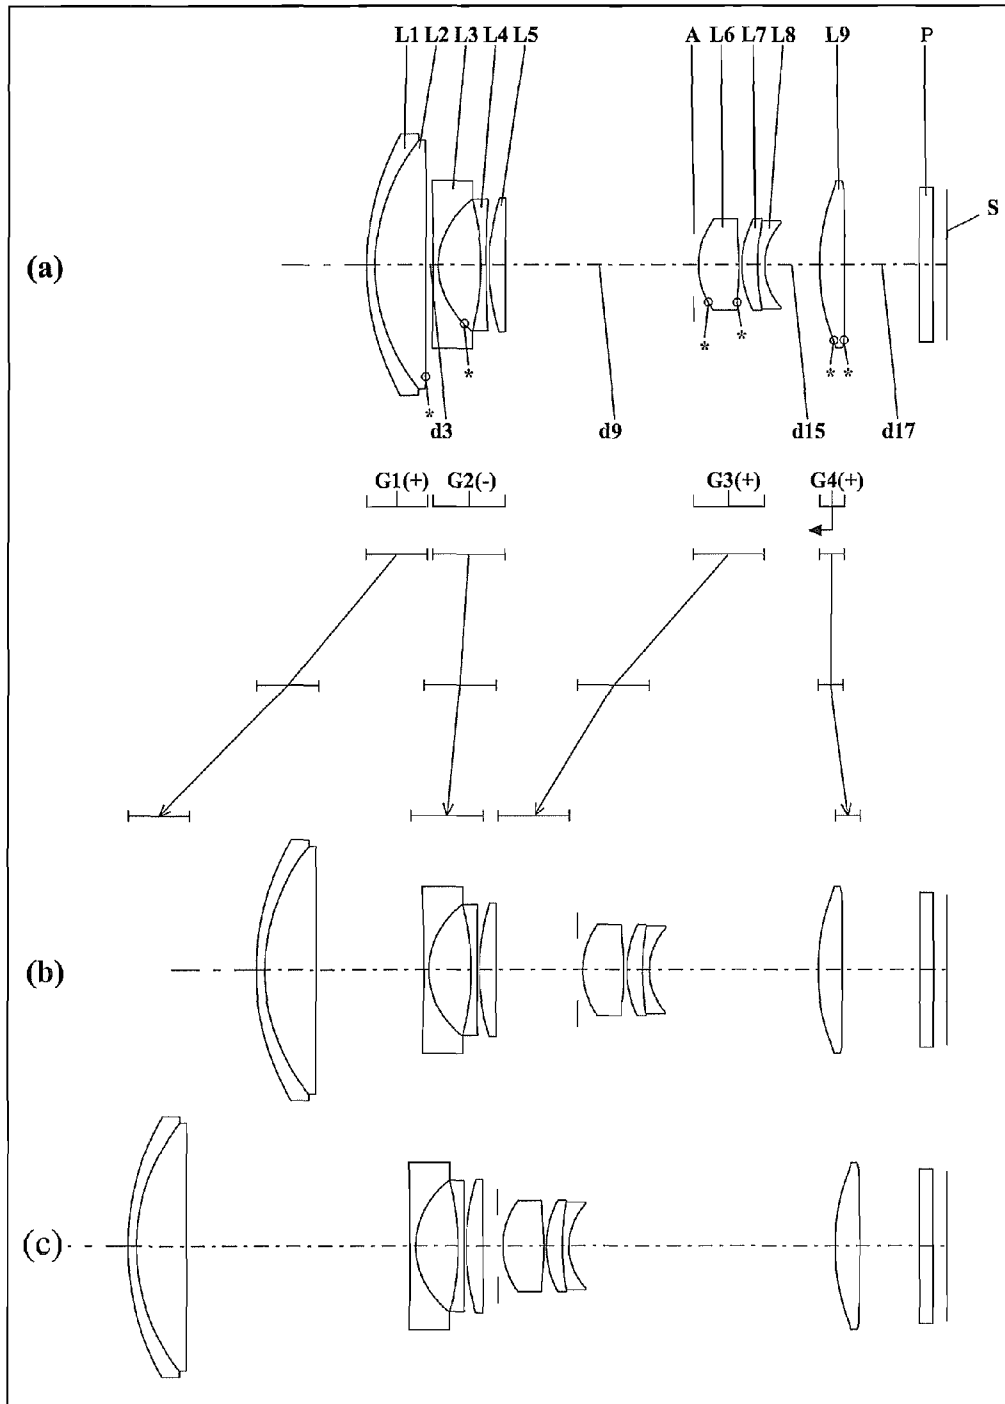 L1 L2 L3 L4 L5 A L6 L7 L8 L9 P
S
(a)
* * * * *
*
d3 d9 d15 d17
G1(+) G2(-) G3(+) G4(+)
(b)
(c)